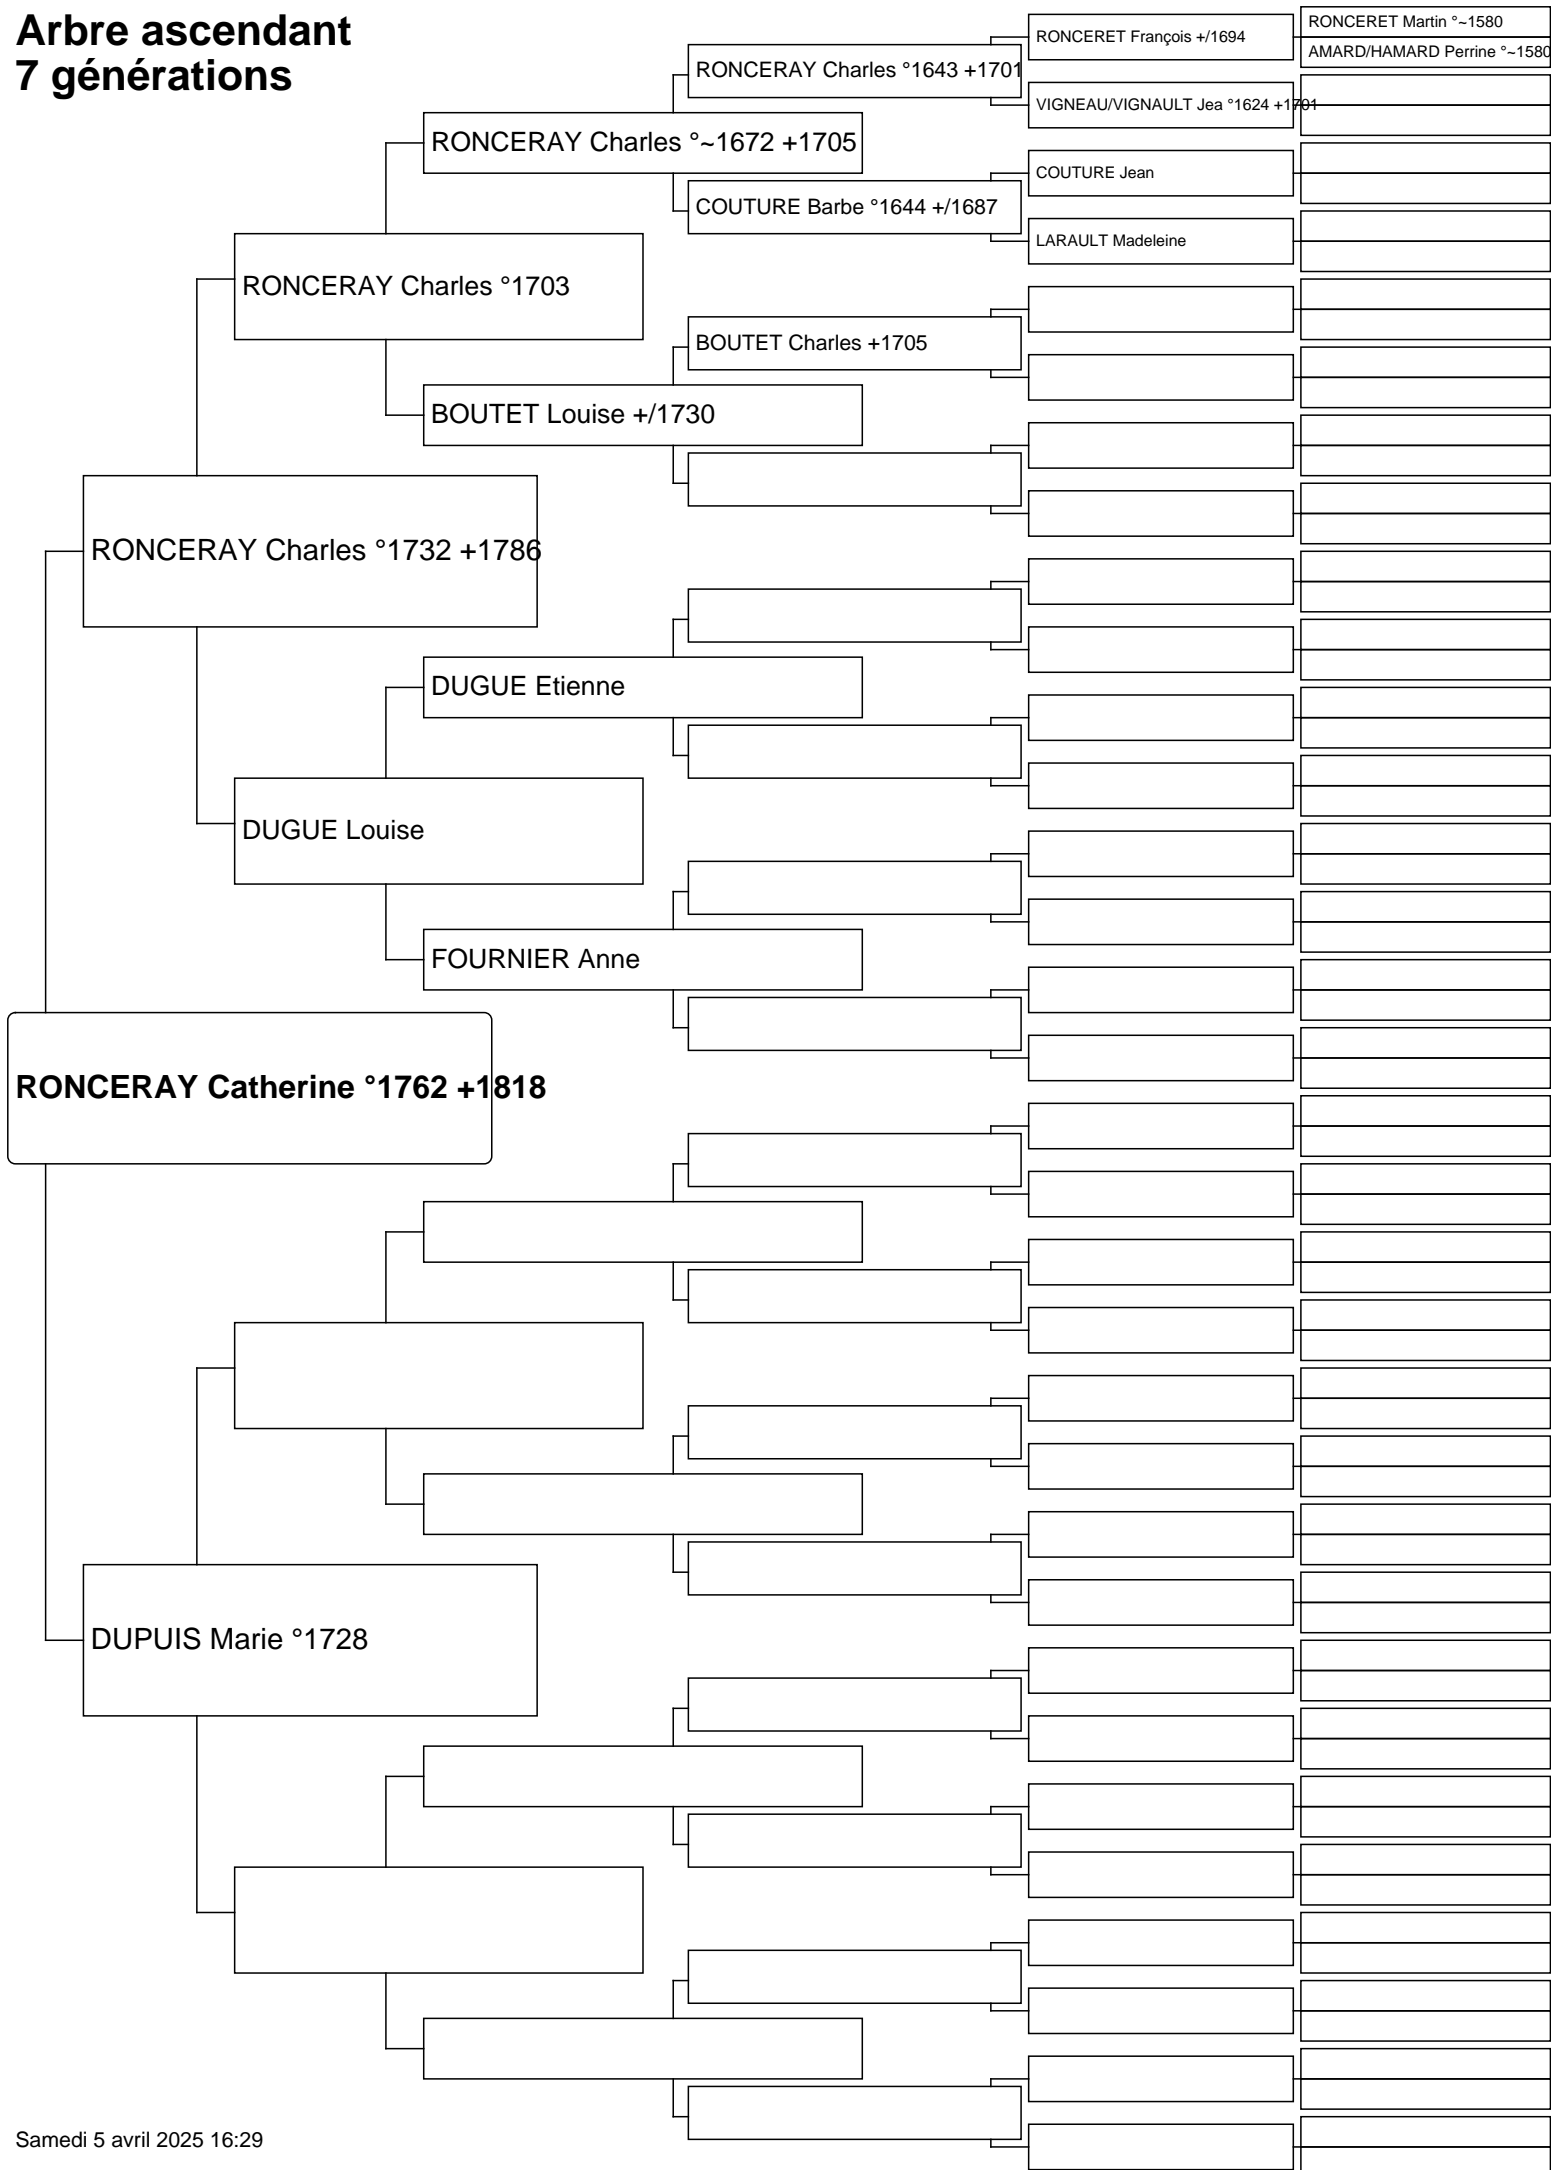 Arbre ascendant
7 générations
RONCERET Martin °~1580
RONCERET François +/1694
AMARD/HAMARD Perrine °~1580
RONCERAY Charles °1643 +1701
VIGNEAU/VIGNAULT Jea °1624 +1701
RONCERAY Charles °~1672 +1705
COUTURE Jean
COUTURE Barbe °1644 +/1687
LARAULT Madeleine
RONCERAY Charles °1703
BOUTET Charles +1705
BOUTET Louise +/1730
RONCERAY Charles °1732 +1786
DUGUE Etienne
DUGUE Louise
FOURNIER Anne
RONCERAY Catherine °1762 +1818
DUPUIS Marie °1728
Samedi 5 avril 2025 16:29